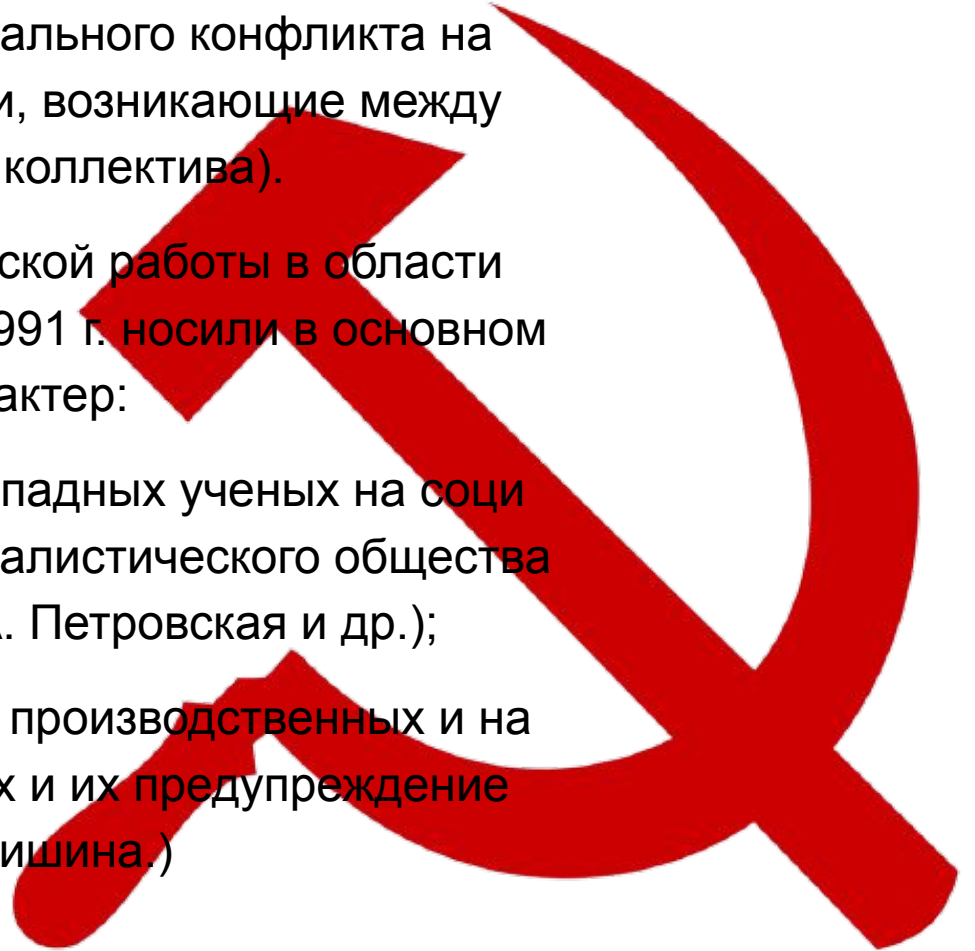 ального конфликта на
и, возникающие между
коллектива).
ской работы в области
991 г. носили в основном
актер:
падных ученых на соци
алистического общества
. Петровская и др.);
производственных и на
х и их предупреждение
ишина.)